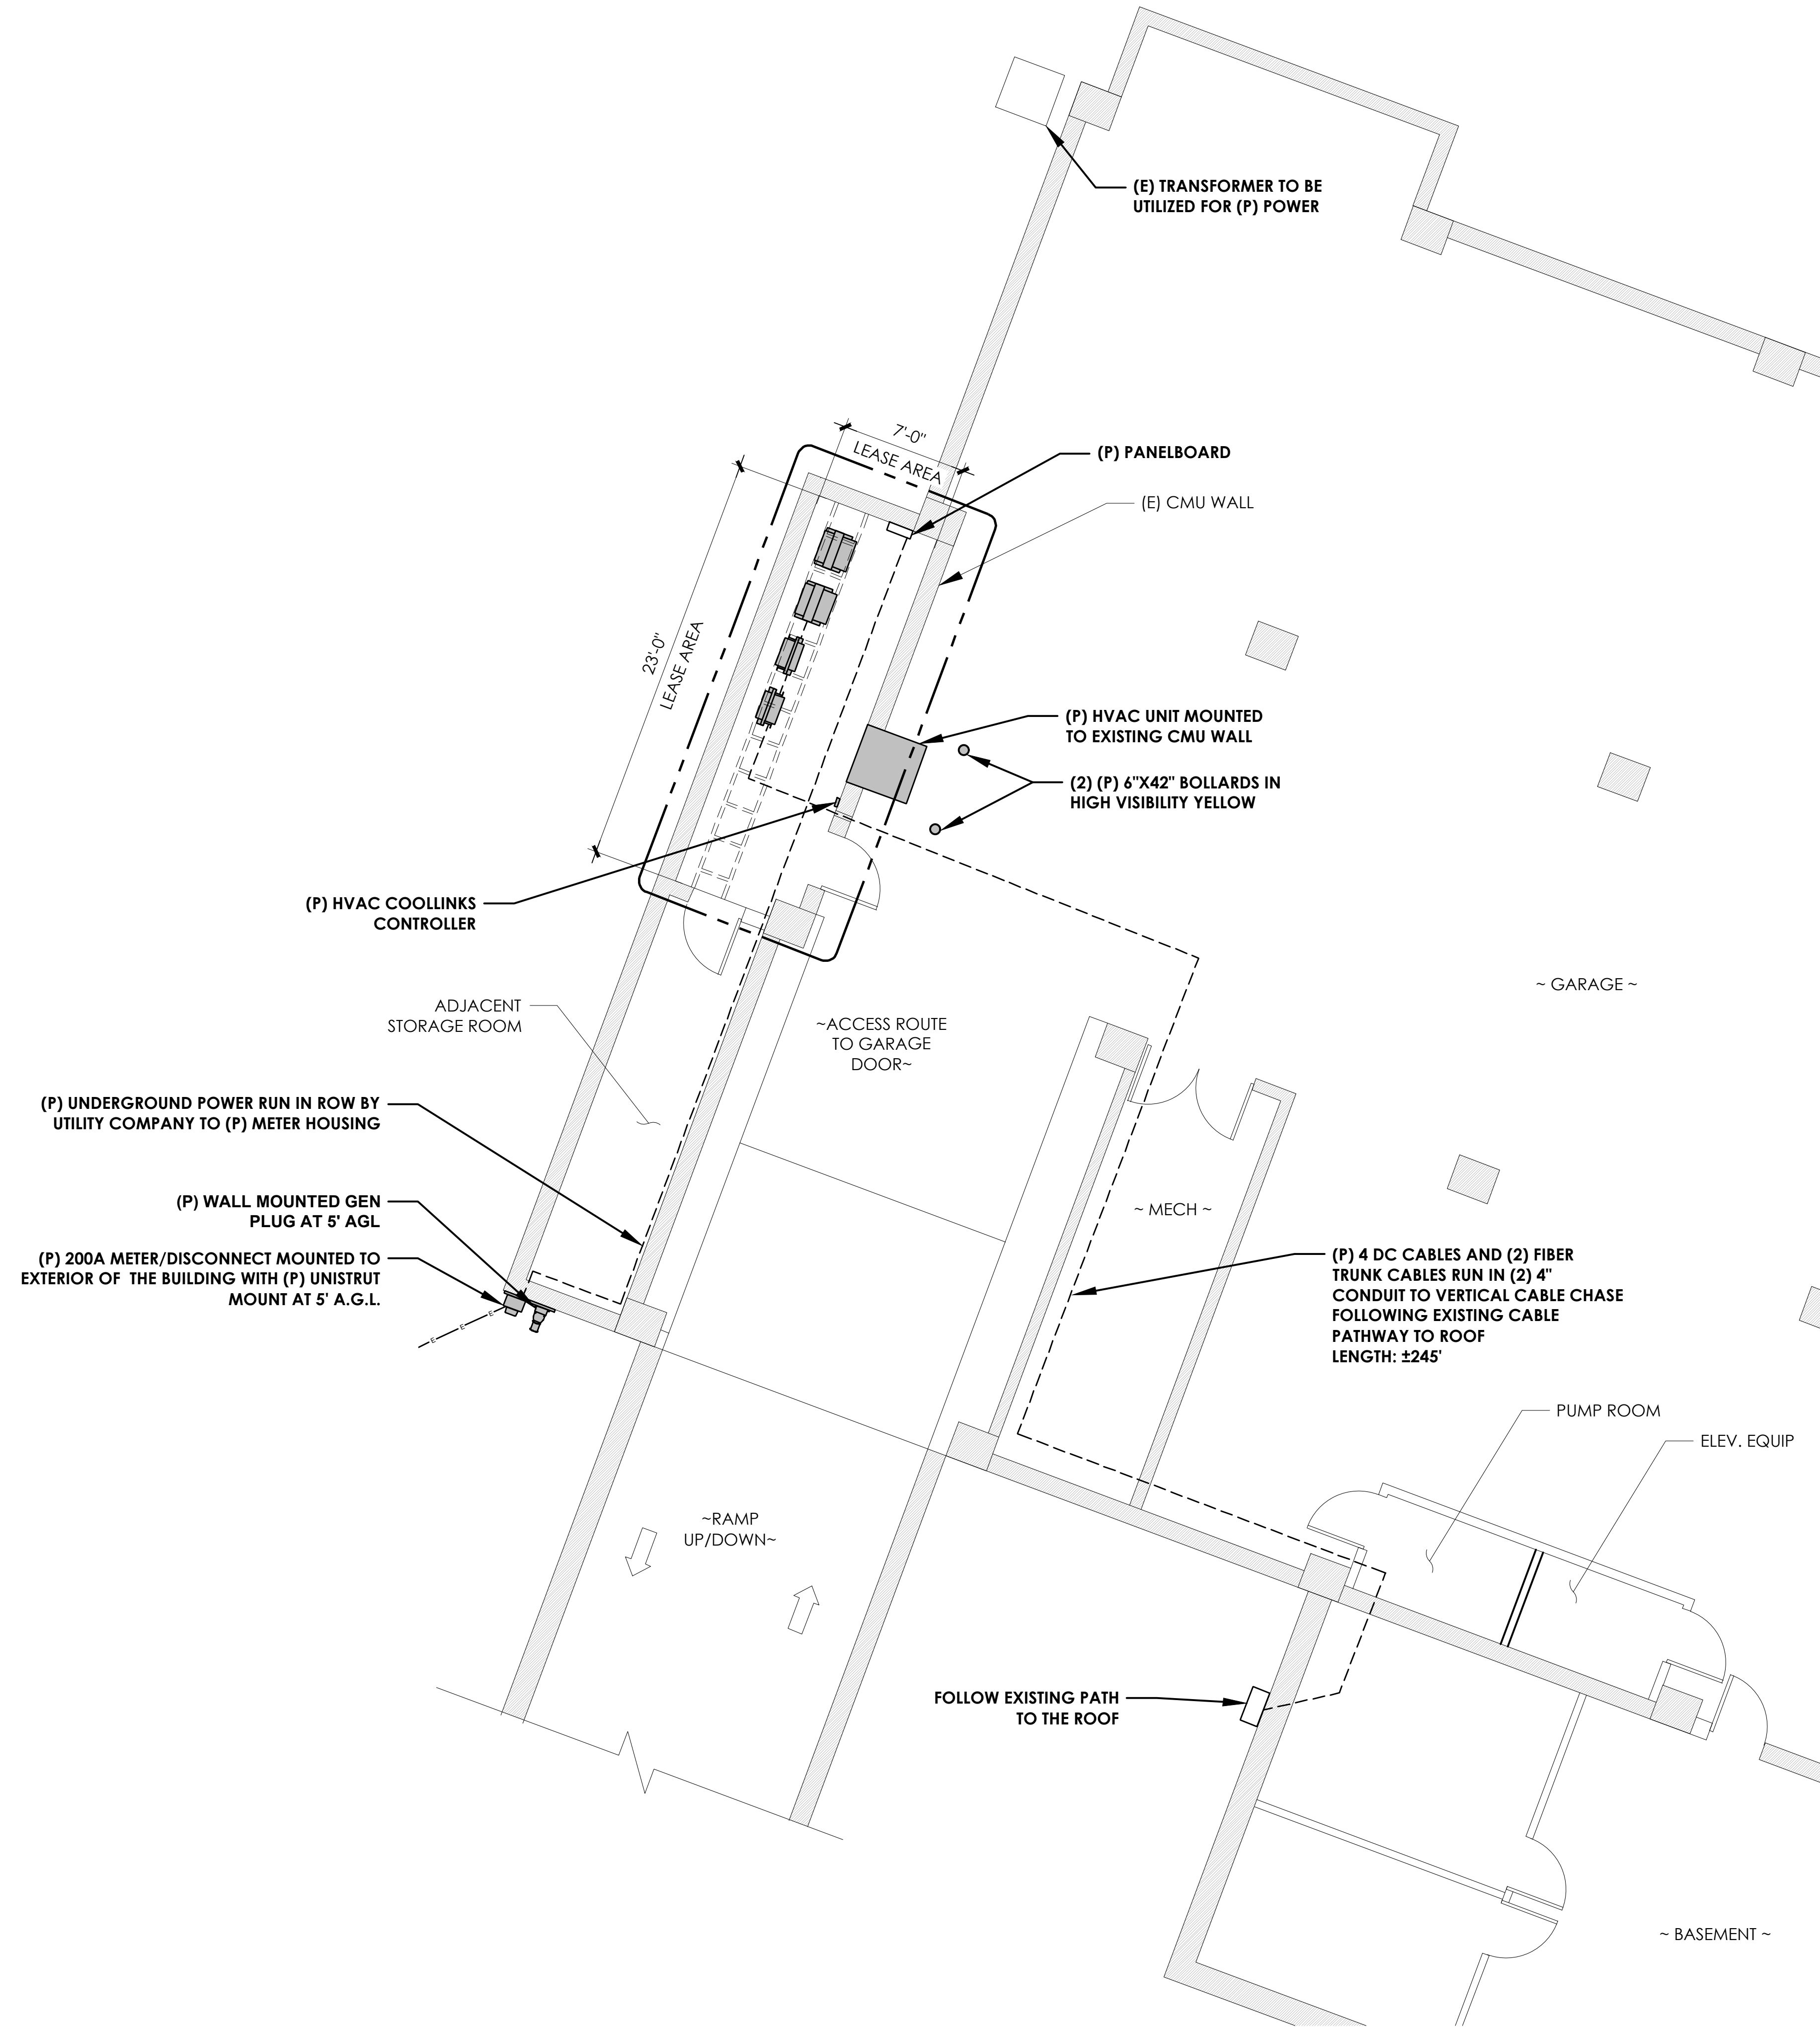 (E) TRANSFORMER TO BE
UTILIZED FOR (P) POWER
7'-0"
LEASE AREA
(P) PANELBOARD
(E) CMU WALL
23'-0"
LEASE AREA
(P) HVAC UNIT MOUNTED
TO EXISTING CMU WALL
(2) (P) 6"X42" BOLLARDS IN
HIGH VISIBILITY YELLOW
(P) HVAC COOLLINKS
CONTROLLER
~ GARAGE ~
ADJACENT
STORAGE ROOM
~ACCESS ROUTE
TO GARAGE
DOOR~
(P) UNDERGROUND POWER RUN IN ROW BY
UTILITY COMPANY TO (P) METER HOUSING
(P) WALL MOUNTED GEN
PLUG AT 5' AGL
~ MECH ~
(P) 200A METER/DISCONNECT MOUNTED TO
EXTERIOR OF THE BUILDING WITH (P) UNISTRUT
MOUNT AT 5' A.G.L.
E
E
E
(P) 4 DC CABLES AND (2) FIBER
TRUNK CABLES RUN IN (2) 4"
CONDUIT TO VERTICAL CABLE CHASE
FOLLOWING EXISTING CABLE
PATHWAY TO ROOF
LENGTH: ±245'
PUMP ROOM
ELEV. EQUIP
~RAMP
UP/DOWN~
FOLLOW EXISTING PATH
TO THE ROOF
~ BASEMENT ~